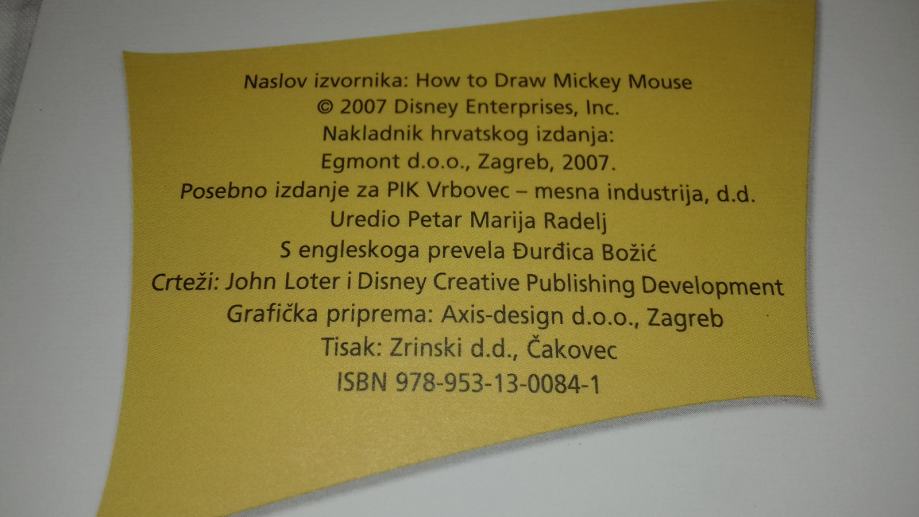 Naslov izvornika: How to Draw Mickey Mouse
© 2007 Disney Enterprises, Inc.
Nakladnik hrvatskog izdanja:
Egmont d.o.o., Zagreb, 2007.
Posebno izdanje za PIK Vrbovec – mesna industrija, d.d.
Uredio Petar Marija Radelj
S engleskoga prevela Đurđica Božić
Crteži: John Loter i Disney Creative Publishing Development
Grafička priprema: Axis-design d.o.o., Zagreb
Tisak: Zrinski d.d., Čakovec
ISBN 978-953-13-0084-1